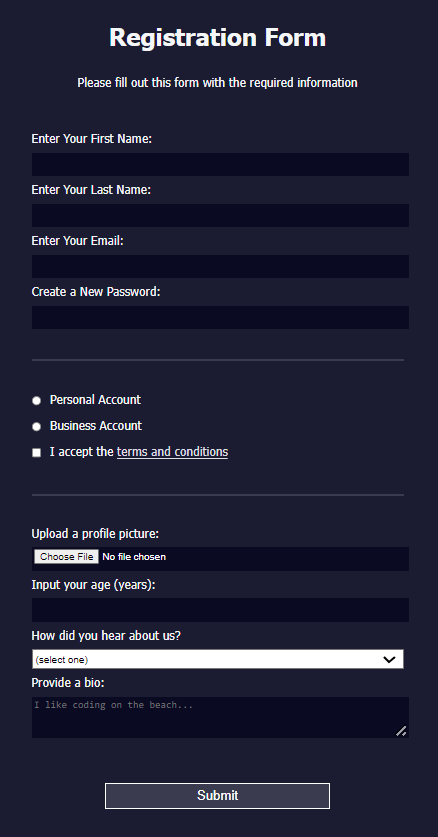 Registration Form
Please fill out this form with the required information
Enter Your First Name:
Enter Your Last Name:
Enter Your Email:
Create a New Password:
Personal Account
Business Account
I accept the terms and conditions
Upload a profile picture:
Choose File No file chosen
Input your age (years):
How did you hear about us?
(select one)
Provide a bio:
I like coding on the beach...
Submit